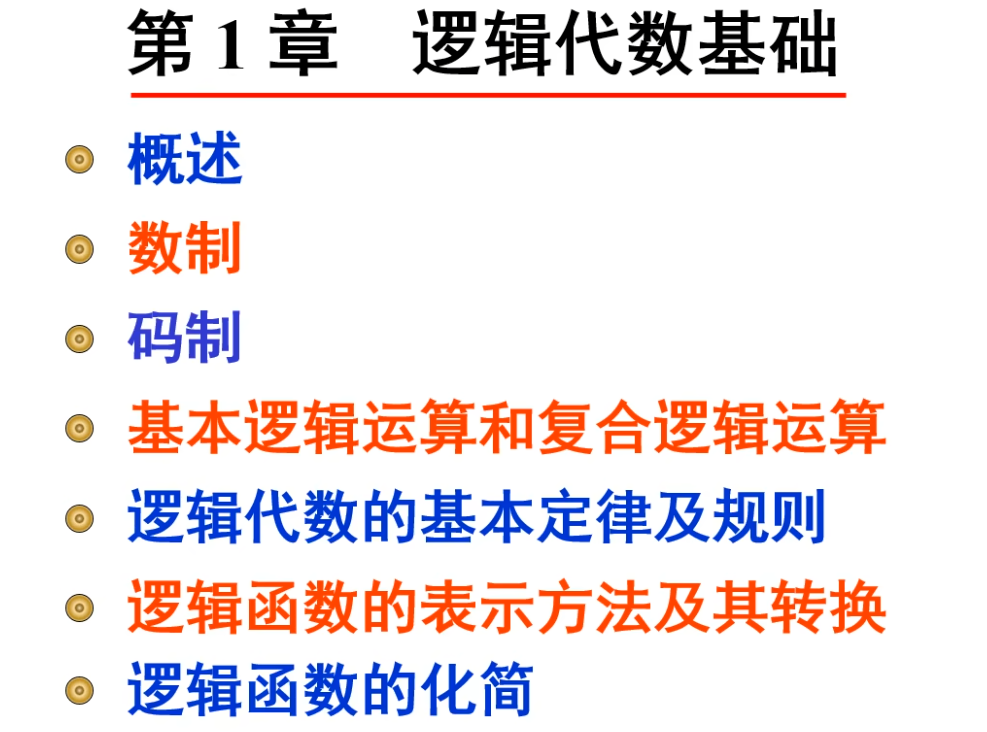 第 1 章 逻辑代数基础
概述
数制
码制
基本逻辑运算和复合逻辑运算
逻辑代数的基本定律及规则
逻辑函数的表示方法及其转换
逻辑函数的化简